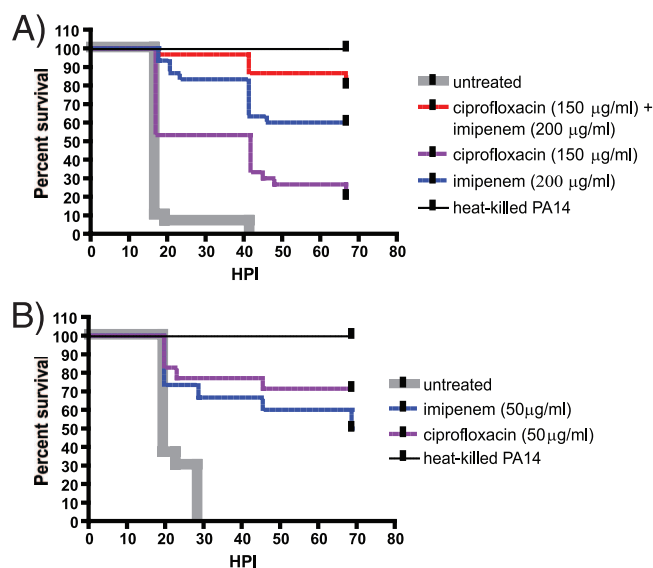 A)
Percent survival
110
100
90
80
70
60
50
40
30
20
10
0
0 10 20 30 40 50 60 70 80
HPI
untreated
ciprofloxacin (150 µg/ml) +
imipenem (200 µg/ml)
ciprofloxacin (150 µg/ml)
imipenem (200 µg/ml)
heat-killed PA14
B)
Percent survival
110
100
90
80
70
60
50
40
30
20
10
0
0 10 20 30 40 50 60 70 80
HPI
untreated
imipenem (50µg/ml)
ciprofloxacin (50µg/ml)
heat-killed PA14